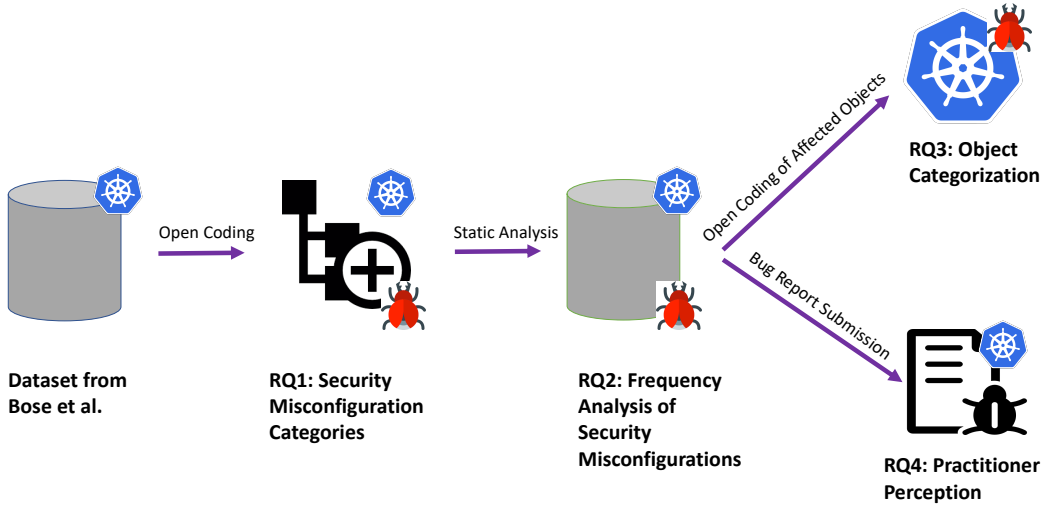 Open Coding of Affected Objects
RQ3: Object
Categorization
Open Coding
Static Analysis
Bug Report Submission
Dataset from
Bose et al.
RQ1: Security
Misconfiguration
Categories
RQ2: Frequency
Analysis of
Security
Misconfigurations
RQ4: Practitioner
Perception